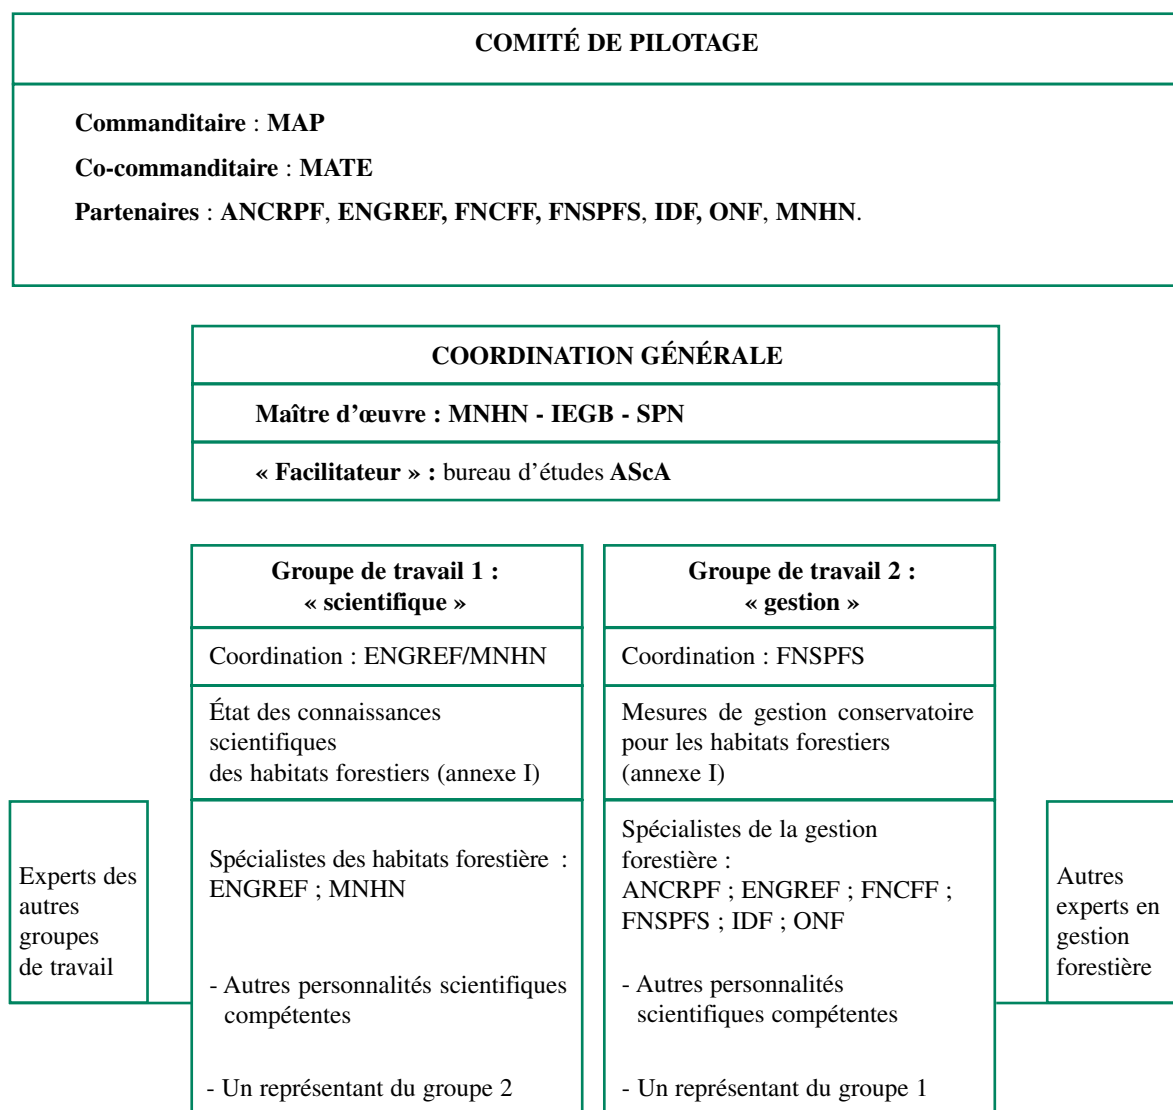 COMITÉ DE PILOTAGE
Commanditaire : MAP
Co-commanditaire : MATE
Partenaires : ANCRPF, ENGREF, FNCFF, FNSPFS, IDF, ONF, MNHN.
COORDINATION GÉNÉRALE
Maître d’œuvre : MNHN - IEGB - SPN
« Facilitateur » : bureau d’études AScA
Groupe de travail 1 :
« scientifique »
Coordination : ENGREF/MNHN
État des connaissances
scientifiques
des habitats forestiers (annexe I)
Spécialistes des habitats forestière :
ENGREF ; MNHN
- Autres personnalités scientifiques
compétentes
- Un représentant du groupe 2
Groupe de travail 2 :
« gestion »
Coordination : FNSPFS
Mesures de gestion conservatoire
pour les habitats forestiers
(annexe I)
Spécialistes de la gestion
forestière :
ANCRPF ; ENGREF ; FNCFF ;
FNSPFS ; IDF ; ONF
- Autres personnalités
scientifiques compétentes
- Un représentant du groupe 1
Experts des
autres
groupes
de travail
Autres
experts en
gestion
forestière